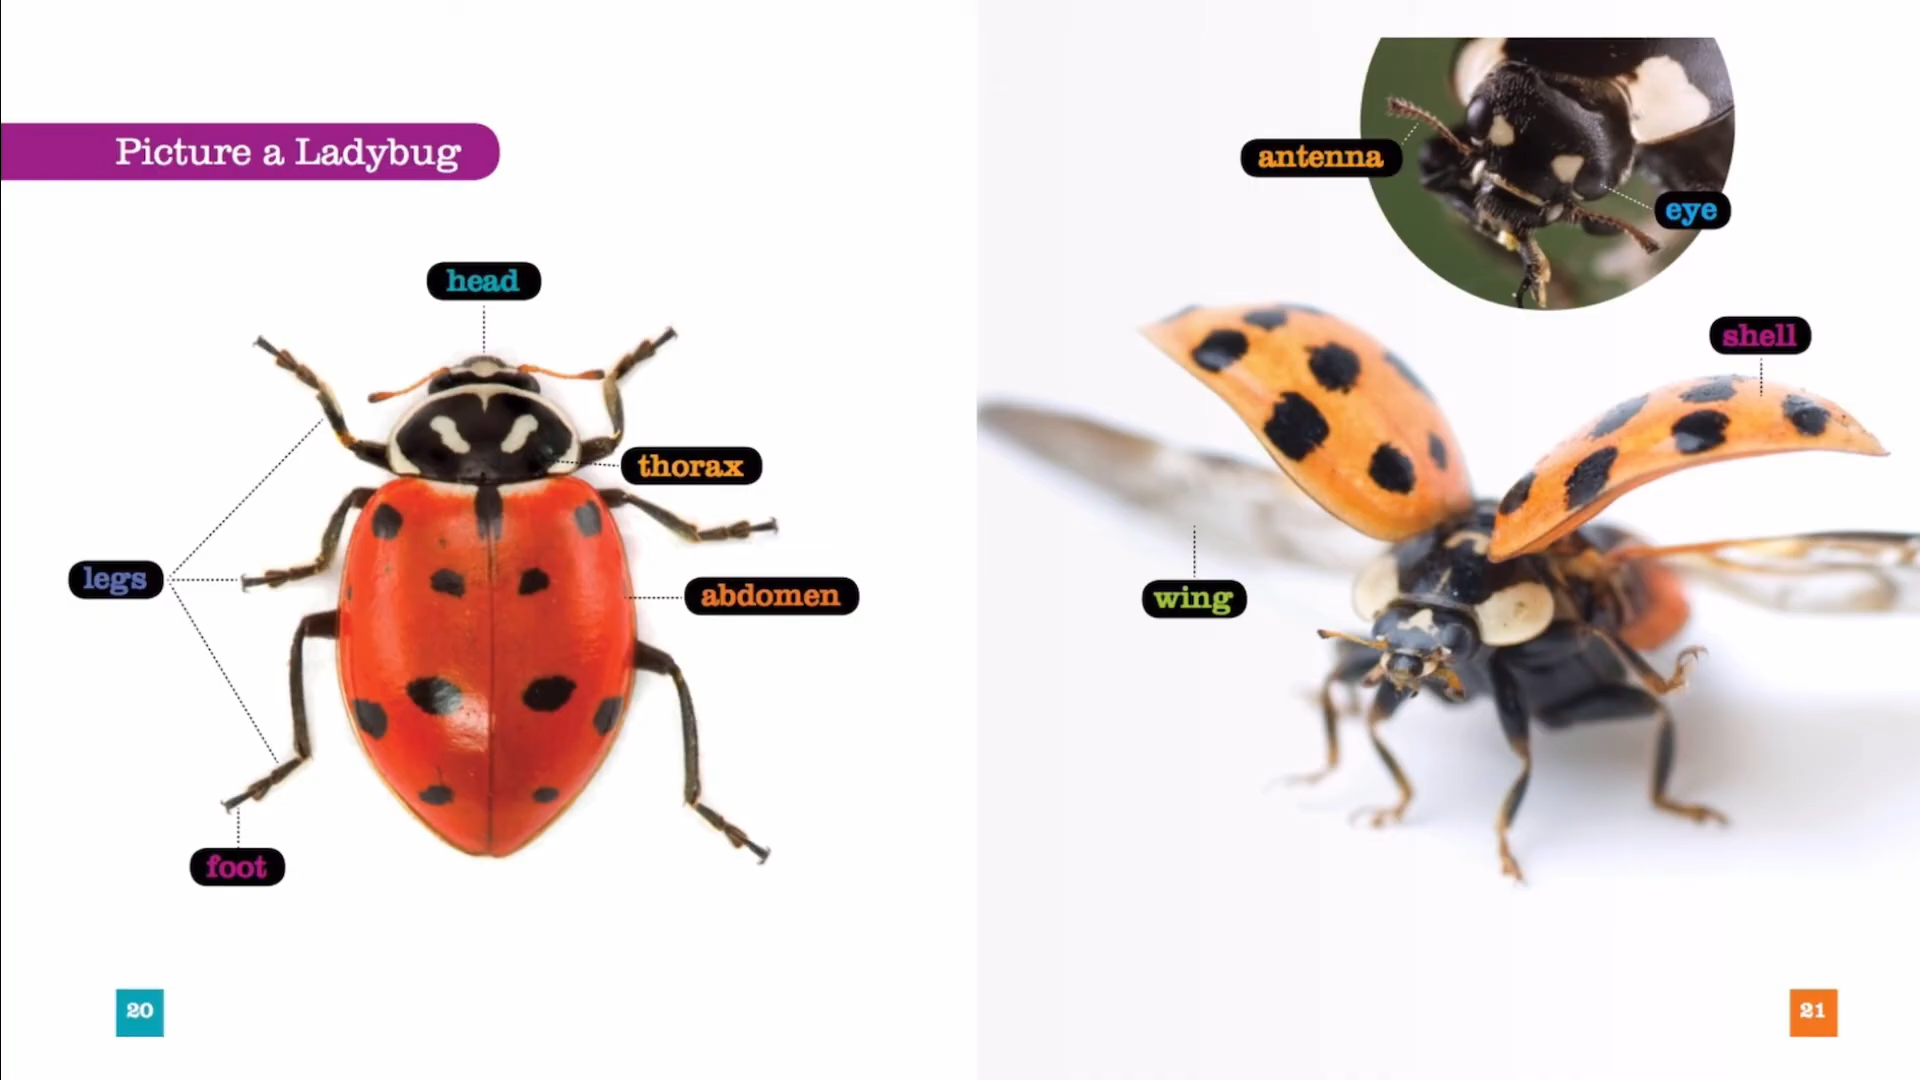 Picture a Ladybug
head
thorax
legs
abdomen
foot
20
antenna
eye
shell
wing
21